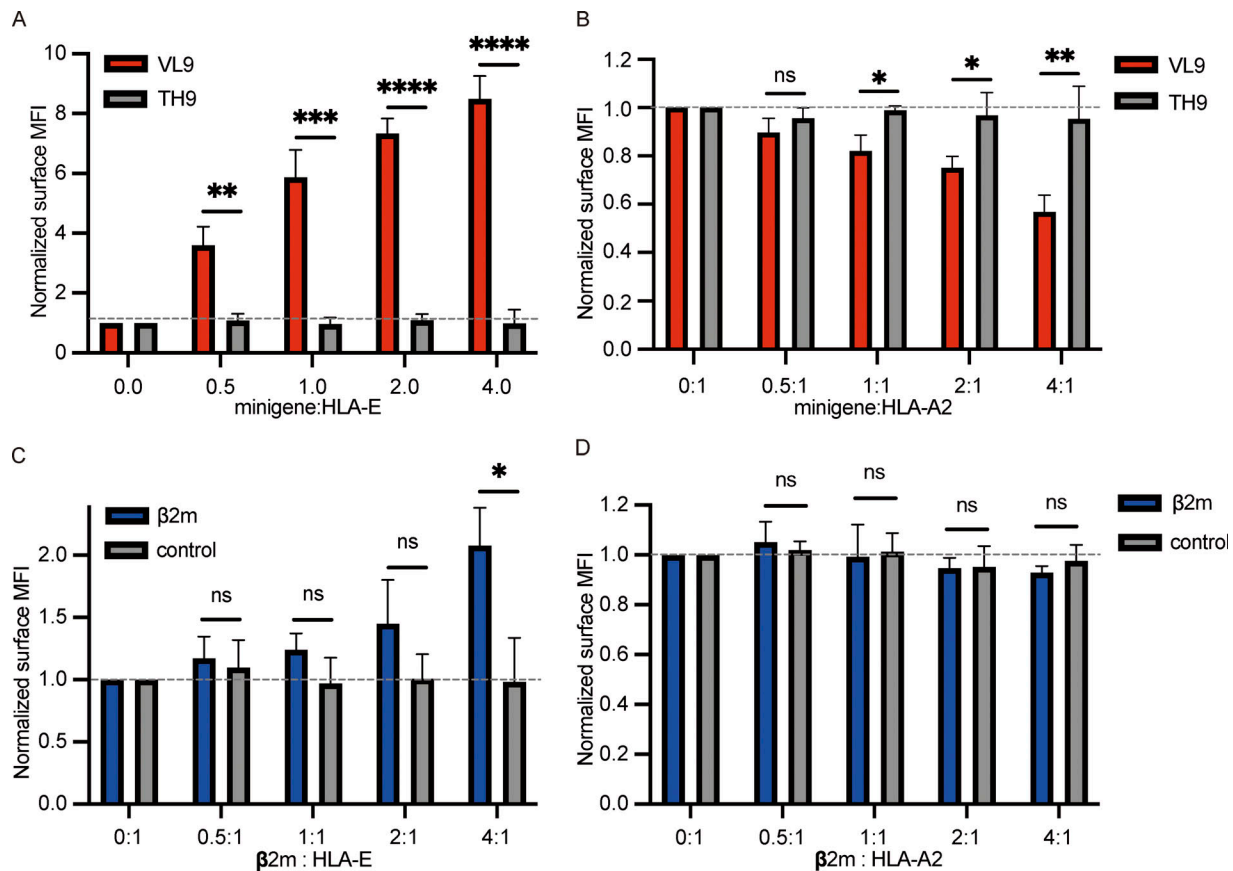 A
Normalized surface MFI
10
8
6
4
2
0
VL9
TH9
**
***
****
****
0.0 0.5 1.0 2.0 4.0
minigene:HLA-E
B
Normalized surface MFI
1.2
1.0
0.8
0.6
0.4
0.2
0.0
ns
*
*
**
VL9
TH9
0:1 0.5:1 1:1 2:1 4:1
minigene:HLA-A2
C
Normalized surface MFI
2.0
1.5
1.0
0.5
0.0
β2m
control
ns
ns
ns
*
0:1 0.5:1 1:1 2:1 4:1
β2m : HLA-E
D
Normalized surface MFI
1.2
1.0
0.8
0.6
0.4
0.2
0.0
ns
ns
ns
ns
β2m
control
0:1 0.5:1 1:1 2:1 4:1
β2m : HLA-A2